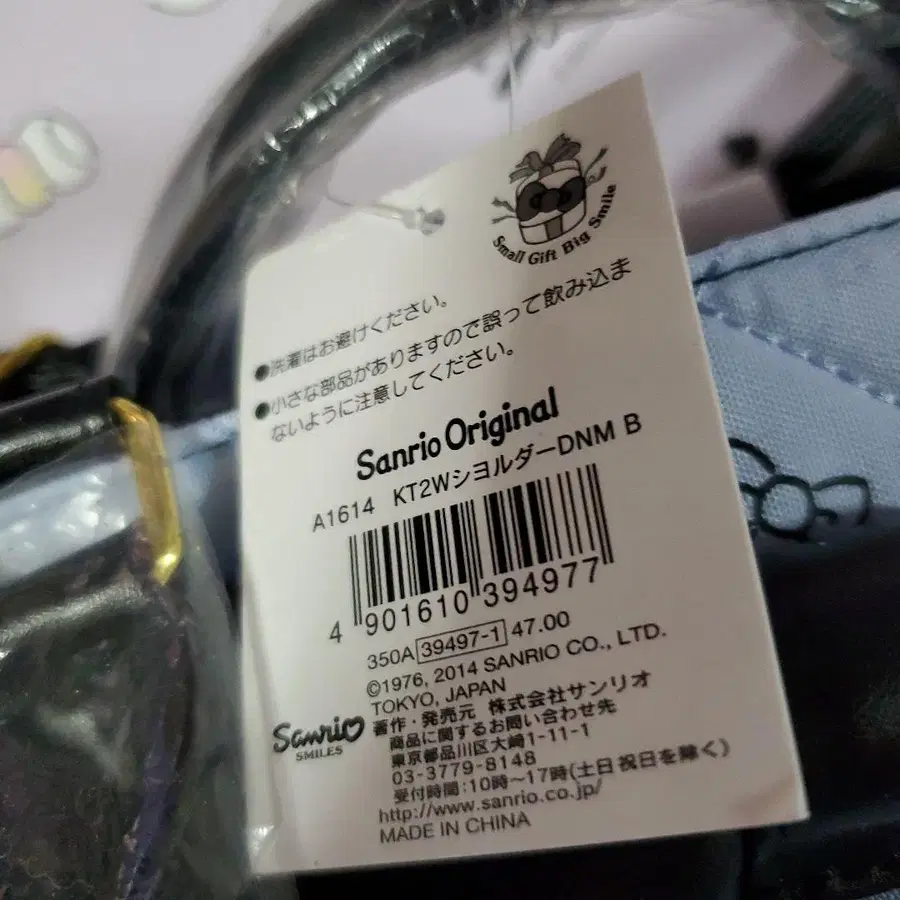 Small Gift Big Smile
●洗濯はお避けください。
●小さな部品がありますので誤って飲み込ま
ないように注意してください。
Sanrio Original
A1614 KT2WシヨルダーDNM B
4 901610 394977
350A 39497-1 47.00
©1976, 2014 SANRIO CO., LTD.
TOKYO, JAPAN
Sanrio
SMILES
著作・発売元 株式会社サンリオ
商品に関するお問い合わせ先
東京都品川区大崎1-11-1
03-3779-8148
受付時間:10時～17時(土日祝日を除く)
http://www.sanrio.co.jp/
MADE IN CHINA